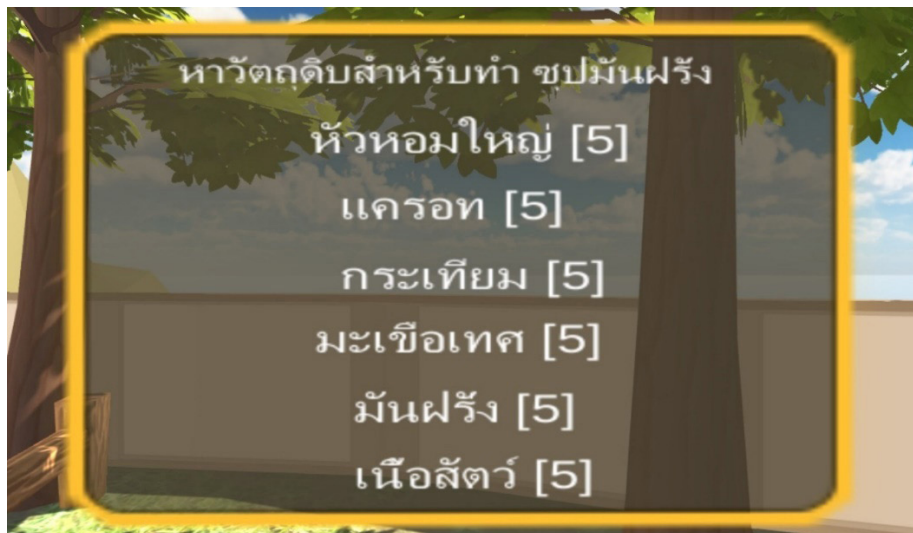 หาวัตถุดิบสำหรับทำ ซุปมันฝรั่ง
หัวหอมใหญ่ [5]
แครอท [5]
กระเทียม [5]
มะเขือเทศ [5]
มันฝรั่ง [5]
เนื้อสัตว์ [5]